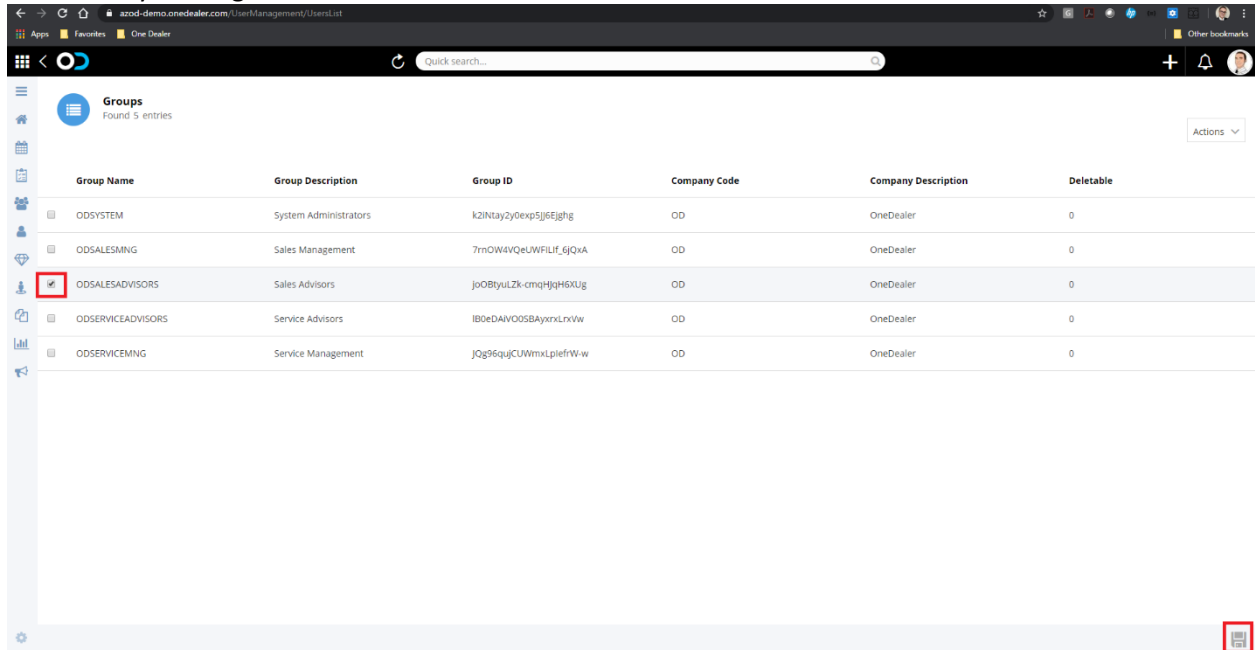 azod-demo.onedealer.com/UserManagement/UsersList
Apps Favorites One Dealer Other bookmarks
Quick search...
Groups
Found 5 entries
Actions
Group Name Group Description Group ID Company Code Company Description Deletable
ODSYSTEM System Administrators k2iNtay2y0exp5jJ6Ejghg OD OneDealer 0
ODSALESMNG Sales Management 7rnOW4VQeUWFILIf_6jQxA OD OneDealer 0
ODSALESADVISORS Sales Advisors joOBtyuLZk-cmqHJqH6XUg OD OneDealer 0
ODSERVICEADVISORS Service Advisors IB0eDAiVO0SBAyxrxLrxVw OD OneDealer 0
ODSERVICEMNG Service Management JQg96qujCUWmxLpIefrW-w OD OneDealer 0